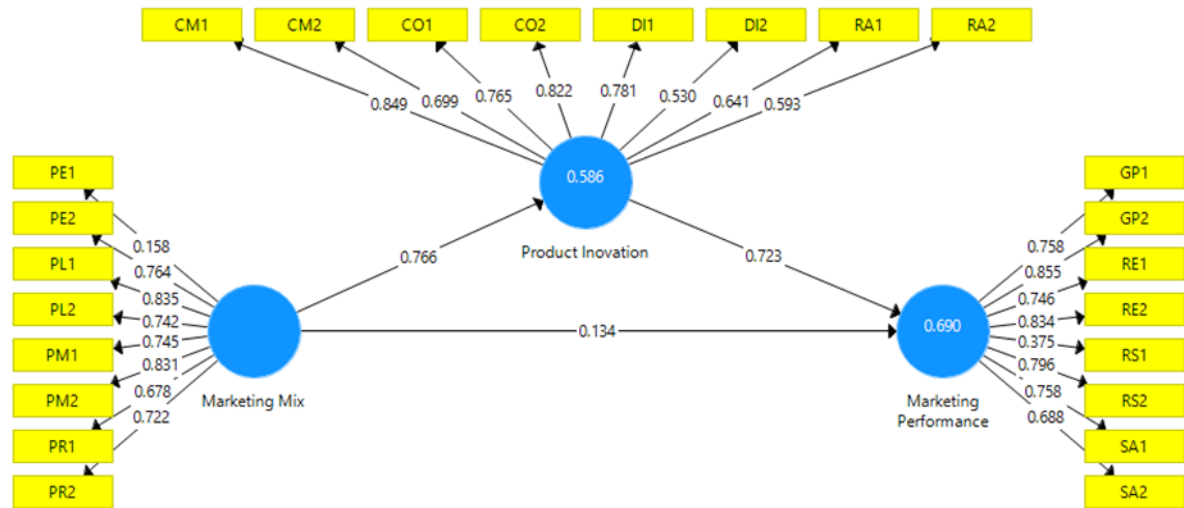 CM1 CM2 CO1 CO2 DI1 DI2 RA1 RA2
0.849 0.699 0.765 0.822 0.781 0.530 0.641 0.593
PE1
PE2
PL1
PL2
PM1
PM2
PR1
PR2
0.158
0.764
0.835
0.742
0.745
0.831
0.678
0.722
Marketing Mix
0.766
0.586
Product Inovation
0.723
0.134
0.690
Marketing
Performance
0.758
0.855
0.746
0.834
0.375
0.796
0.758
0.688
GP1
GP2
RE1
RE2
RS1
RS2
SA1
SA2